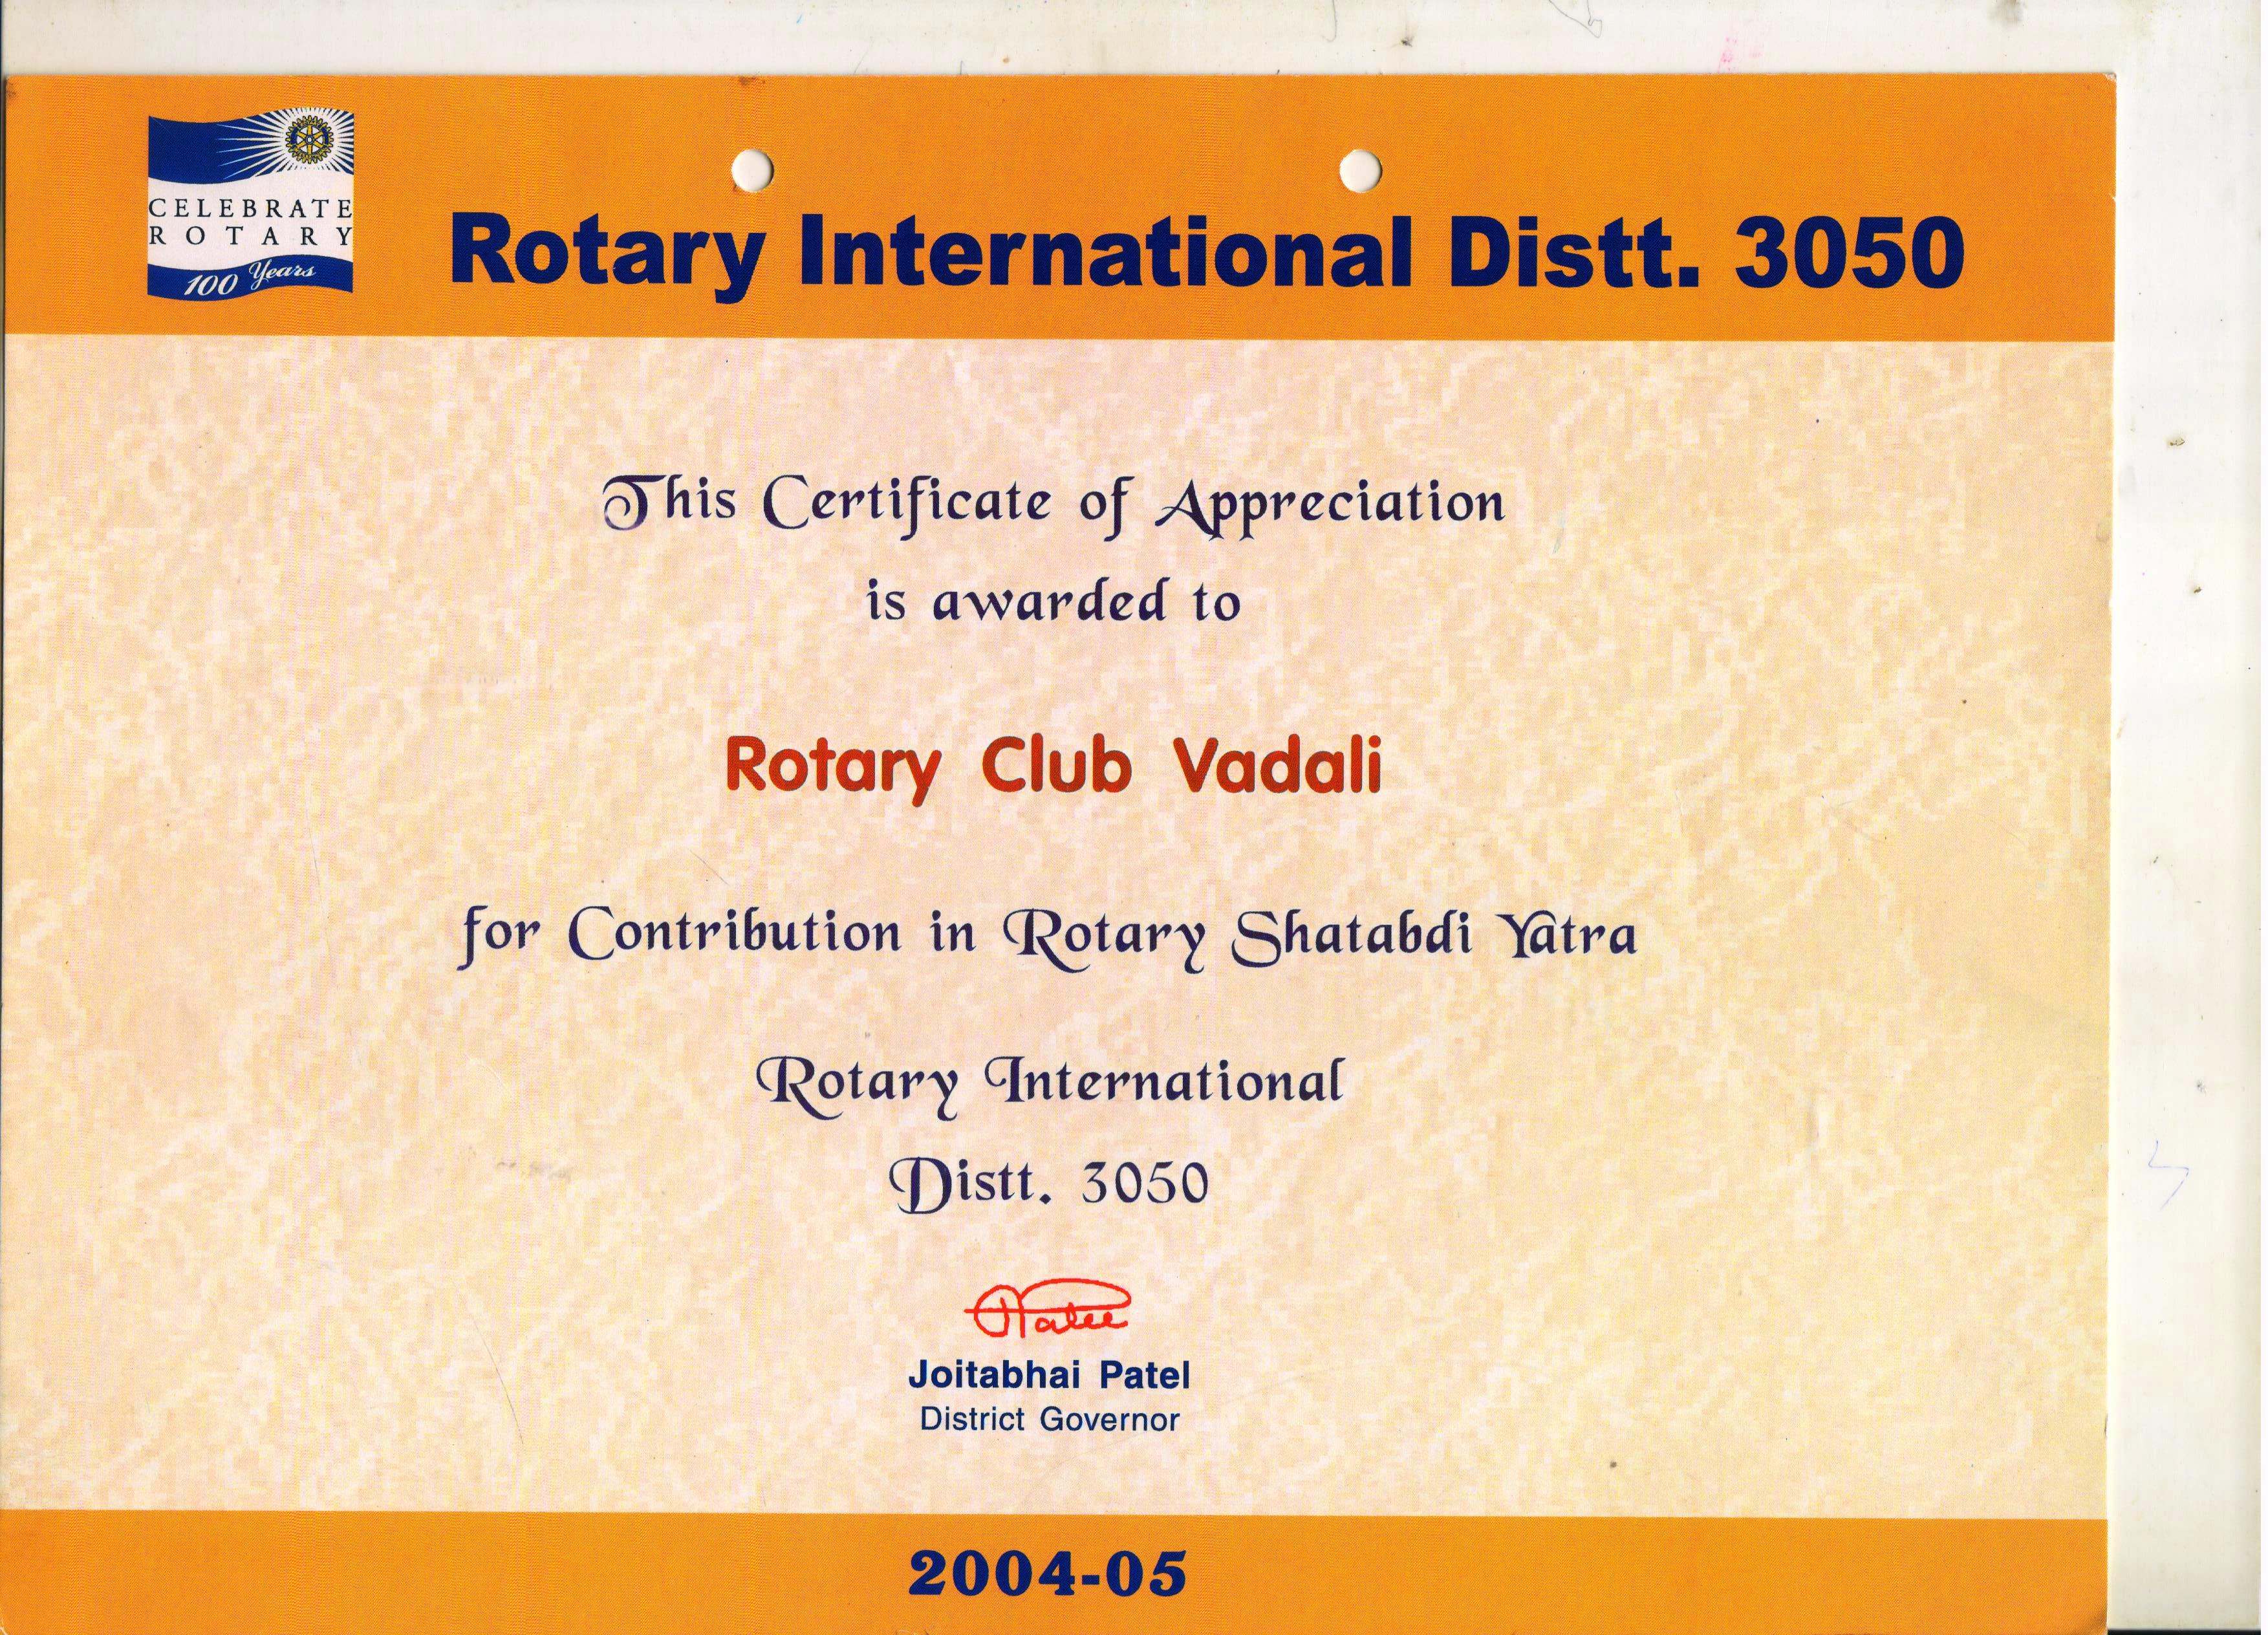 CELEBRATE
ROTARY
100 Years
Rotary International Distt. 3050
This Certificate of Appreciation
is awarded to
Rotary Club Vadali
for Contribution in Rotary Shatabdi Yatra
Rotary International
Distt. 3050
Patel
Joitabhai Patel
District Governor
2004-05